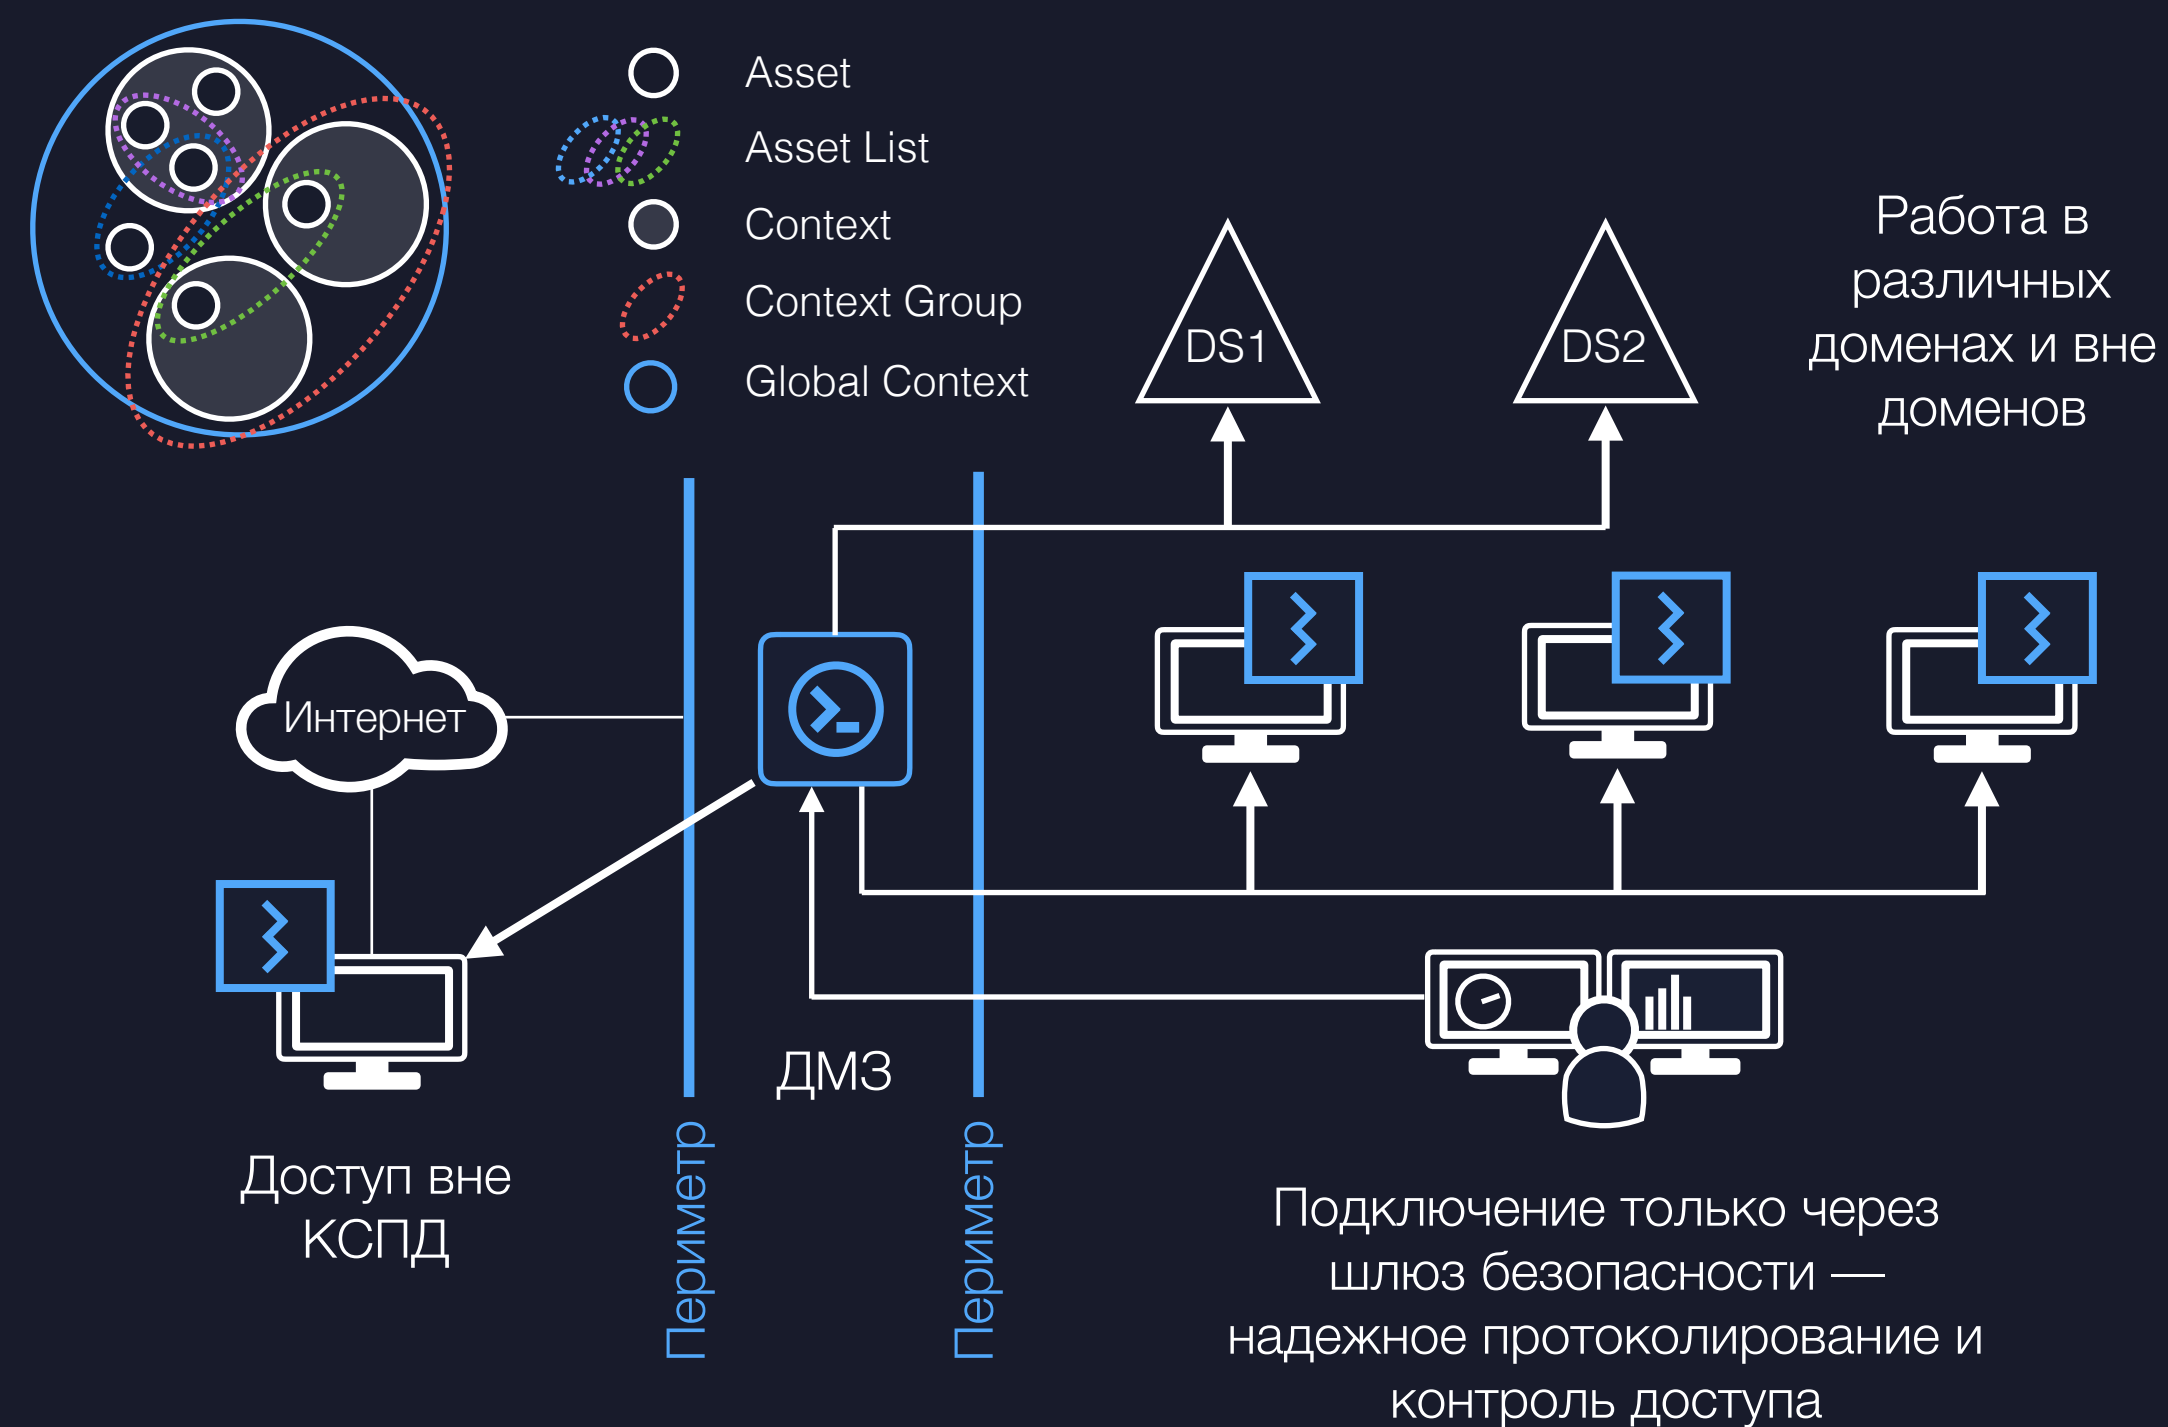 Asset
Asset List
Context
Context Group
Global Context
DS1
DS2
Работа в
различных
доменах и вне
доменов
Интернет
ДМЗ
Доступ вне
КСПД
Периметр
Периметр
Подключение только через
шлюз безопасности —
надежное протоколирование и
контроль доступа